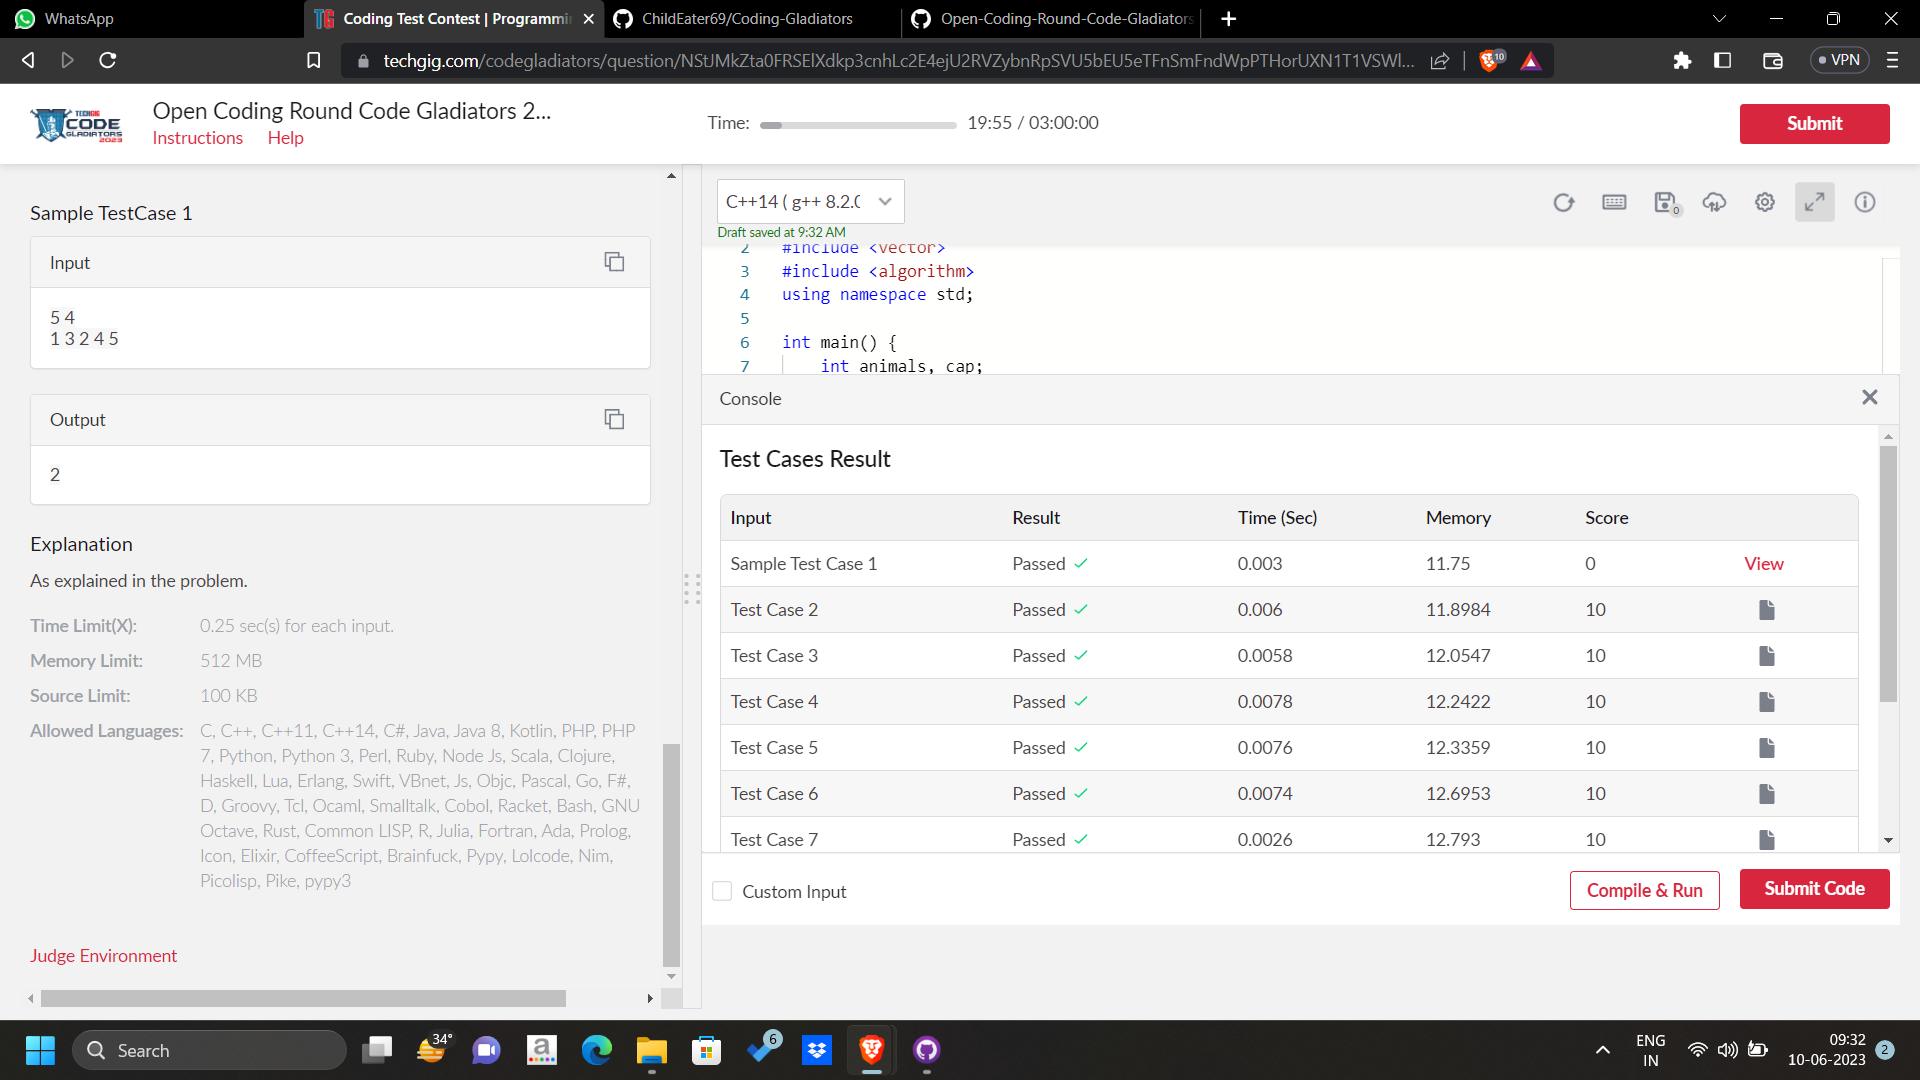 WhatsApp
Coding Test Contest | Programmi
ChildEater69/Coding-Gladiators
Open-Coding-Round-Code-Gladiators
techgig.com/codegladiators/question/NStJMkZta0FRSElXdkp3cnhLc2E4ejU2RVZybnRpSVU5bEU5eTFnSmFndWpPTHorUXN1T1VSWl...
10
VPN
TECHGIG
CODE
GLADIATORS
2023
Open Coding Round Code Gladiators 2...
Instructions Help
Time: 19:55 / 03:00:00
Submit
Sample TestCase 1
Input
5 4
1 3 2 4 5
Output
2
Explanation
As explained in the problem.
Time Limit(X): 0.25 sec(s) for each input.
Memory Limit: 512 MB
Source Limit: 100 KB
Allowed Languages: C, C++, C++11, C++14, C#, Java, Java 8, Kotlin, PHP, PHP
7, Python, Python 3, Perl, Ruby, Node Js, Scala, Clojure,
Haskell, Lua, Erlang, Swift, VBnet, Js, Objc, Pascal, Go, F#,
D, Groovy, Tcl, Ocaml, Smalltalk, Cobol, Racket, Bash, GNU
Octave, Rust, Common LISP, R, Julia, Fortran, Ada, Prolog,
Icon, Elixir, CoffeeScript, Brainfuck, Pypy, Lolcode, Nim,
Picolisp, Pike, pypy3
Judge Environment
C++14 ( g++ 8.2.0
0
Draft saved at 9:32 AM
2 #include <vector>
3 #include <algorithm>
4 using namespace std;
5
6 int main() {
7 int animals, cap;
Console
Test Cases Result
Input Result Time (Sec) Memory Score
Sample Test Case 1 Passed 0.003 11.75 0 View
Test Case 2 Passed 0.006 11.8984 10
Test Case 3 Passed 0.0058 12.0547 10
Test Case 4 Passed 0.0078 12.2422 10
Test Case 5 Passed 0.0076 12.3359 10
Test Case 6 Passed 0.0074 12.6953 10
Test Case 7 Passed 0.0026 12.793 10
Custom Input
Compile & Run
Submit Code
Search
34°
a
6
ENG
IN
09:32
10-06-2023
2